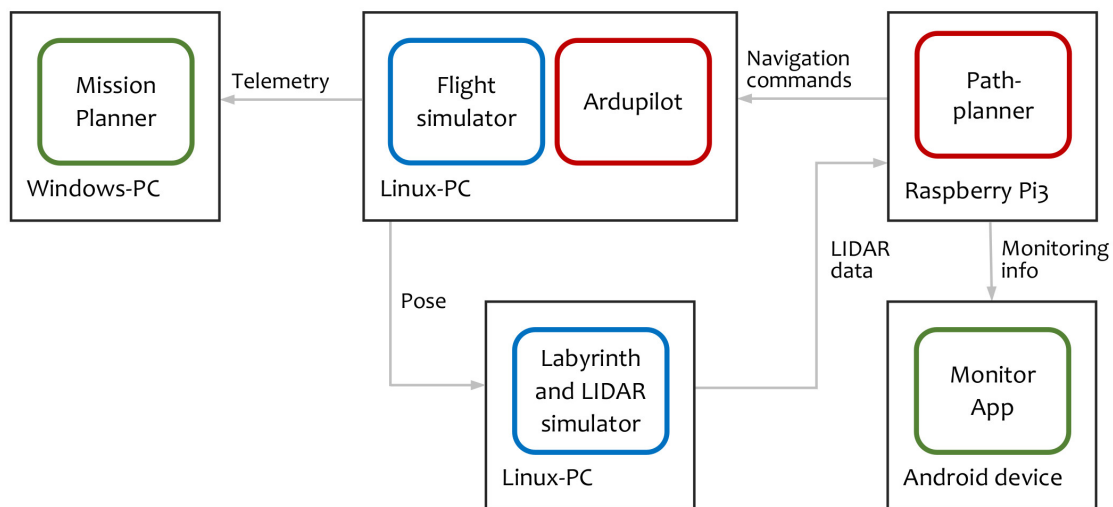 Mission
Planner
Windows-PC
Telemetry
Flight
simulator
Ardupilot
Linux-PC
Navigation
commands
Path-
planner
Raspberry Pi3
Pose
Labyrinth
and LIDAR
simulator
Linux-PC
LIDAR
data
Monitoring
info
Monitor
App
Android device